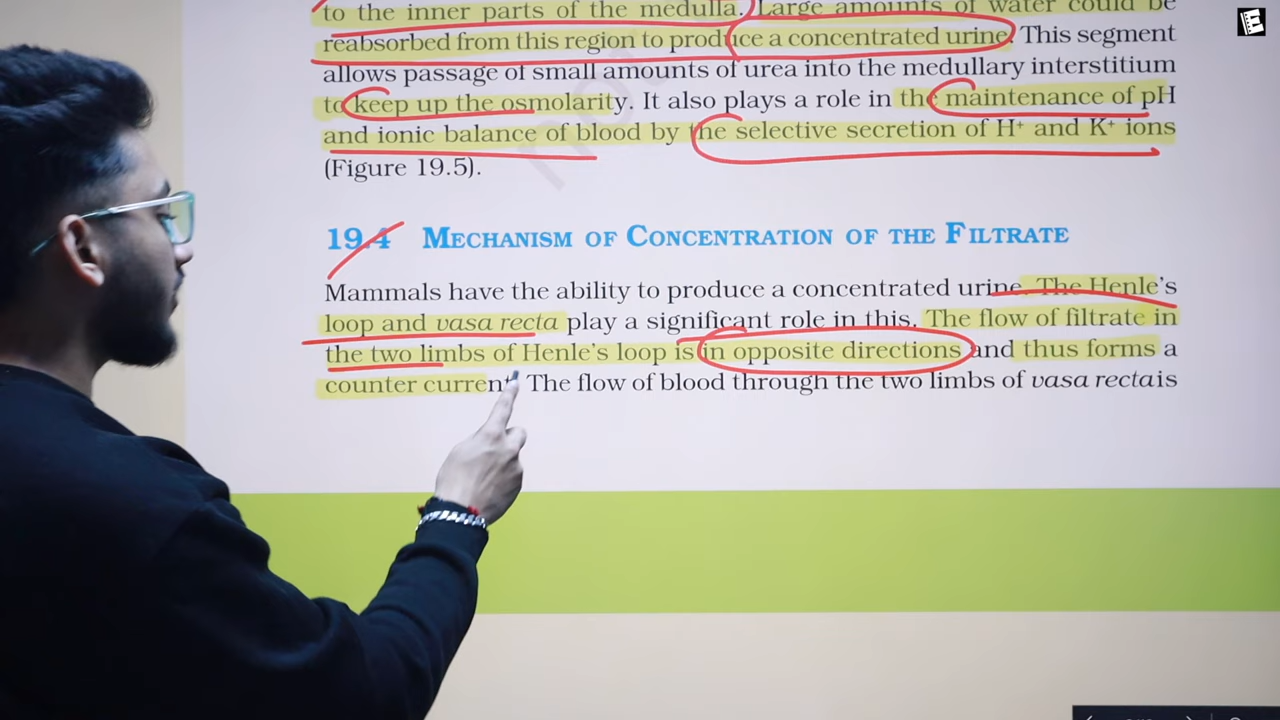 to the inner parts of the medulla. Large amounts of water could be
reabsorbed from this region to produce a concentrated urine. This segment
allows passage of small amounts of urea into the medullary interstitium
to keep up the osmolarity. It also plays a role in the maintenance of pH
and ionic balance of blood by the selective secretion of H⁺ and K⁺ ions
(Figure 19.5).
19.4 MECHANISM OF CONCENTRATION OF THE FILTRATE
Mammals have the ability to produce a concentrated urine. The Henle's
loop and vasa recta play a significant role in this. The flow of filtrate in
the two limbs of Henle's loop is in opposite directions and thus forms a
counter current. The flow of blood through the two limbs of vasa recta is